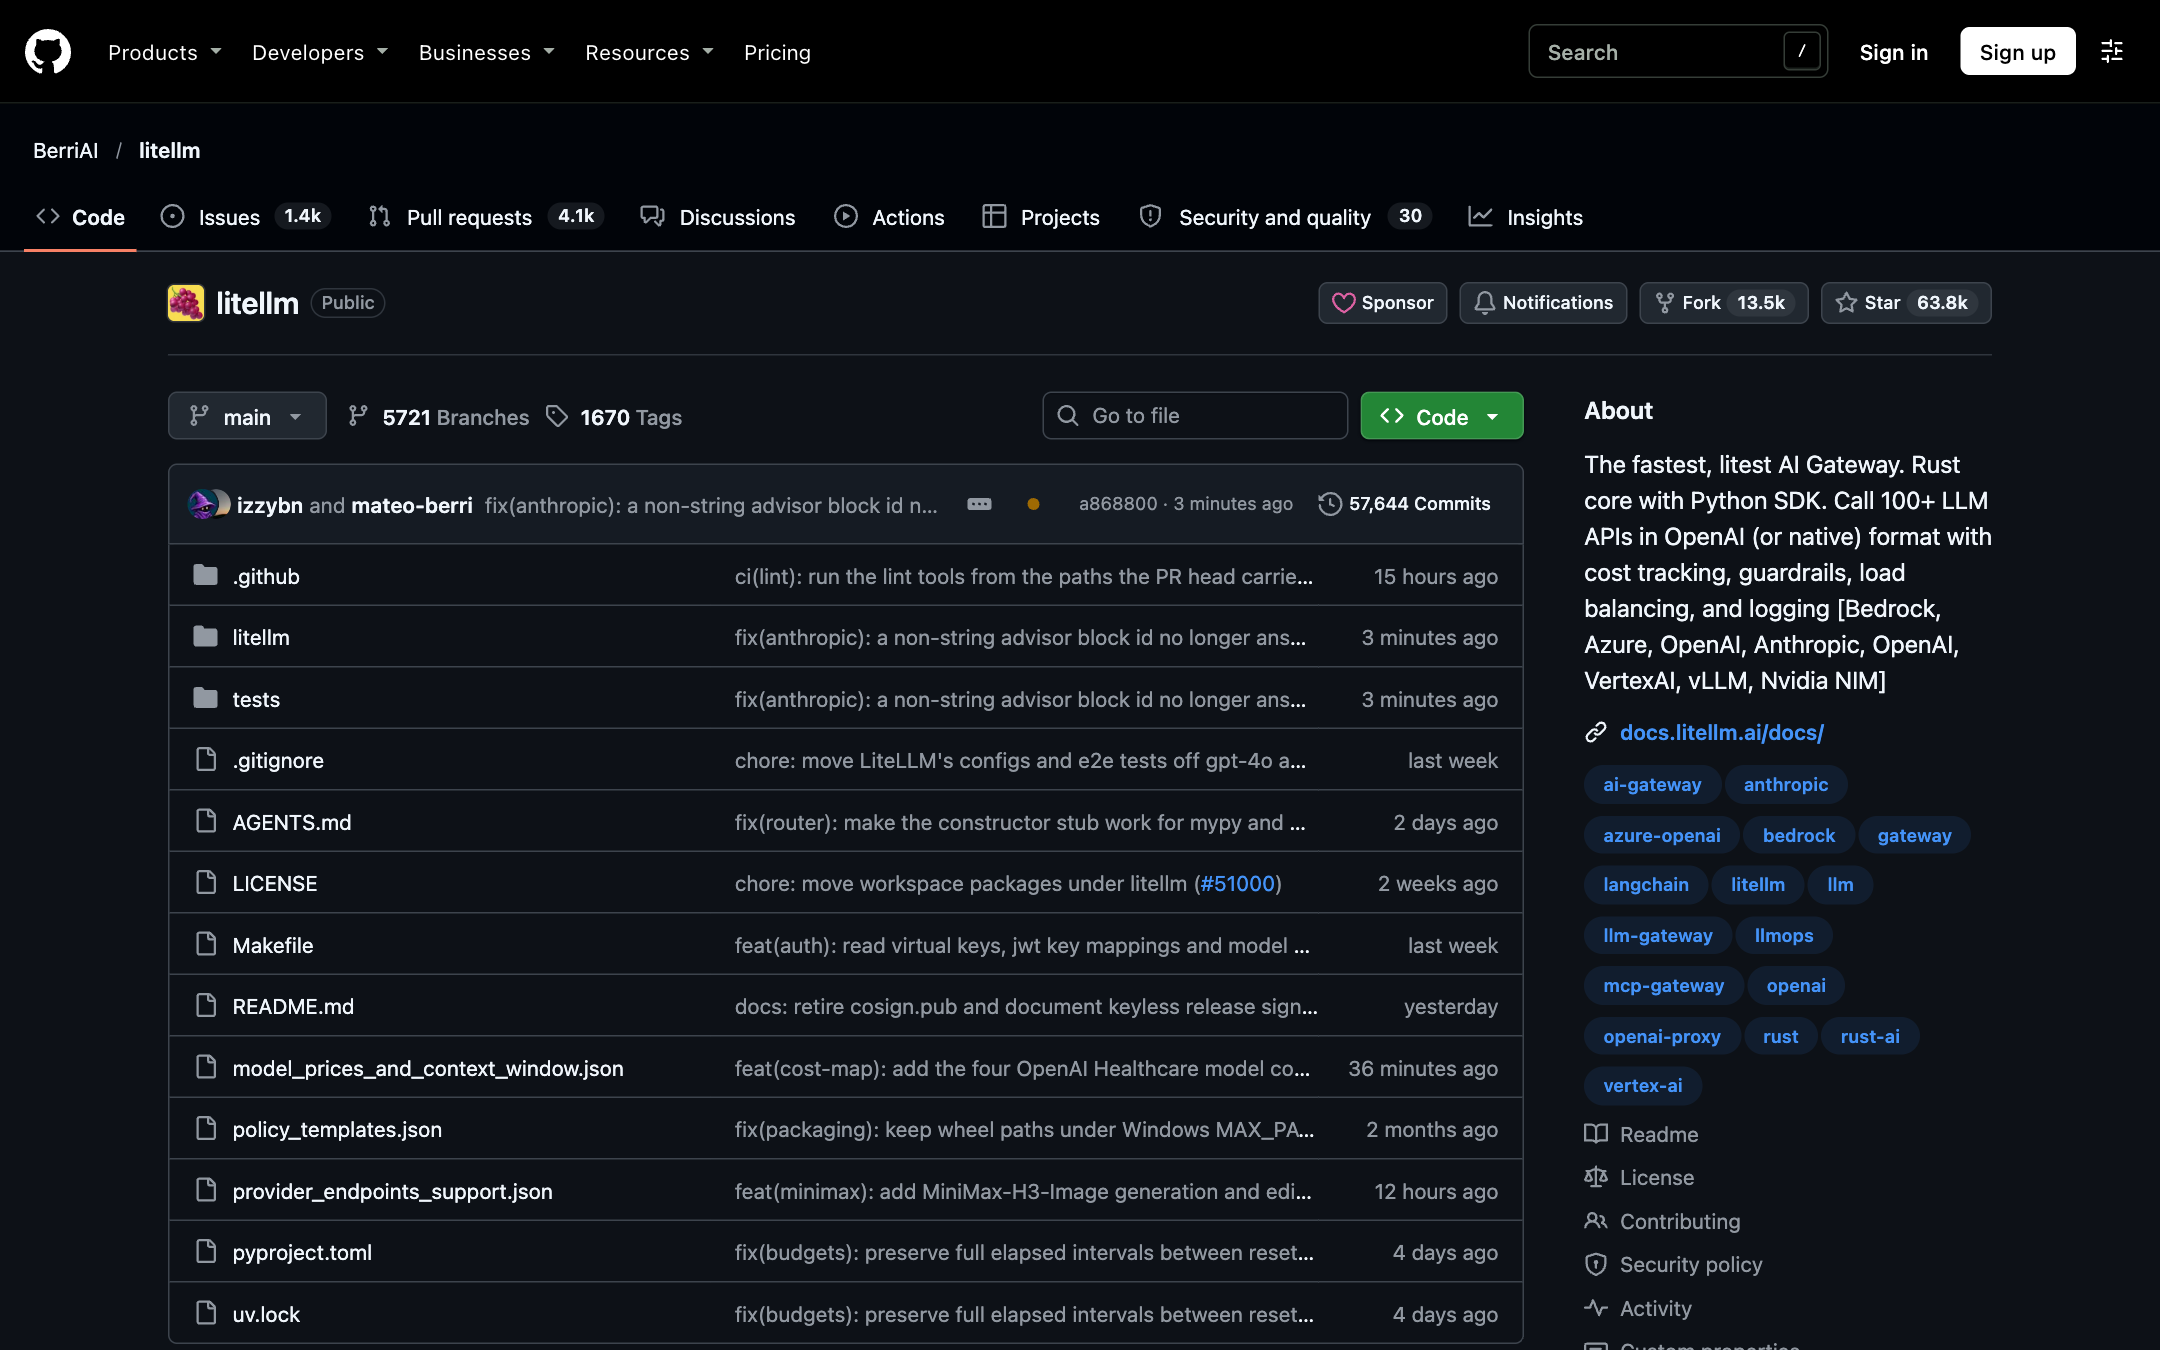 Products Developers Businesses Resources Pricing Search / Sign in Sign up
BerriAI / litellm
Code Issues 1.4k Pull requests 4.1k Discussions Actions Projects Security and quality 30 Insights
litellm Public Sponsor Notifications Fork 13.5k Star 63.8k
main 5721 Branches 1670 Tags Go to file Code
izzybn and mateo-berri fix(anthropic): a non-string advisor block id n... a868800 · 3 minutes ago 57,644 Commits
.github ci(lint): run the lint tools from the paths the PR head carrie... 15 hours ago
litellm fix(anthropic): a non-string advisor block id no longer ans... 3 minutes ago
tests fix(anthropic): a non-string advisor block id no longer ans... 3 minutes ago
.gitignore chore: move LiteLLM's configs and e2e tests off gpt-4o a... last week
AGENTS.md fix(router): make the constructor stub work for mypy and ... 2 days ago
LICENSE chore: move workspace packages under litellm (#51000) 2 weeks ago
Makefile feat(auth): read virtual keys, jwt key mappings and model ... last week
README.md docs: retire cosign.pub and document keyless release sign... yesterday
model_prices_and_context_window.json feat(cost-map): add the four OpenAI Healthcare model co... 36 minutes ago
policy_templates.json fix(packaging): keep wheel paths under Windows MAX_PA... 2 months ago
provider_endpoints_support.json feat(minimax): add MiniMax-H3-Image generation and edi... 12 hours ago
pyproject.toml fix(budgets): preserve full elapsed intervals between reset... 4 days ago
uv.lock fix(budgets): preserve full elapsed intervals between reset... 4 days ago
About
The fastest, litest AI Gateway. Rust
core with Python SDK. Call 100+ LLM
APIs in OpenAI (or native) format with
cost tracking, guardrails, load
balancing, and logging [Bedrock,
Azure, OpenAI, Anthropic, OpenAI,
VertexAI, vLLM, Nvidia NIM]
docs.litellm.ai/docs/
ai-gateway anthropic
azure-openai bedrock gateway
langchain litellm llm
llm-gateway llmops
mcp-gateway openai
openai-proxy rust rust-ai
vertex-ai
Readme
License
Contributing
Security policy
Activity
Custom properties